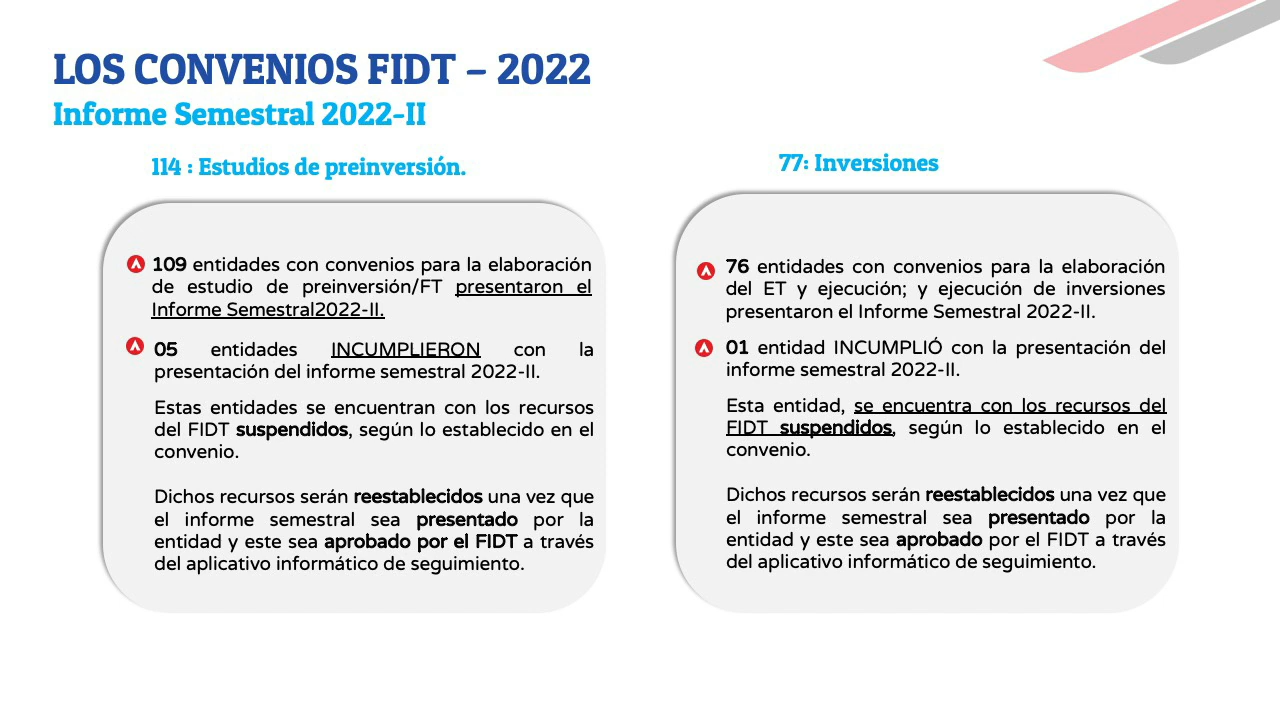 LOS CONVENIOS FIDT – 2022
Informe Semestral 2022-II
114 : Estudios de preinversión.
109 entidades con convenios para la elaboración
de estudio de preinversión/FT presentaron el
Informe Semestral2022-II.
05 entidades INCUMPLIERON con la
presentación del informe semestral 2022-II.
Estas entidades se encuentran con los recursos
del FIDT suspendidos, según lo establecido en el
convenio.
Dichos recursos serán reestablecidos una vez que
el informe semestral sea presentado por la
entidad y este sea aprobado por el FIDT a través
del aplicativo informático de seguimiento.
77: Inversiones
76 entidades con convenios para la elaboración
del ET y ejecución; y ejecución de inversiones
presentaron el Informe Semestral 2022-II.
01 entidad INCUMPLIÓ con la presentación del
informe semestral 2022-II.
Esta entidad, se encuentra con los recursos del
FIDT suspendidos, según lo establecido en el
convenio.
Dichos recursos serán reestablecidos una vez que
el informe semestral sea presentado por la
entidad y este sea aprobado por el FIDT a través
del aplicativo informático de seguimiento.